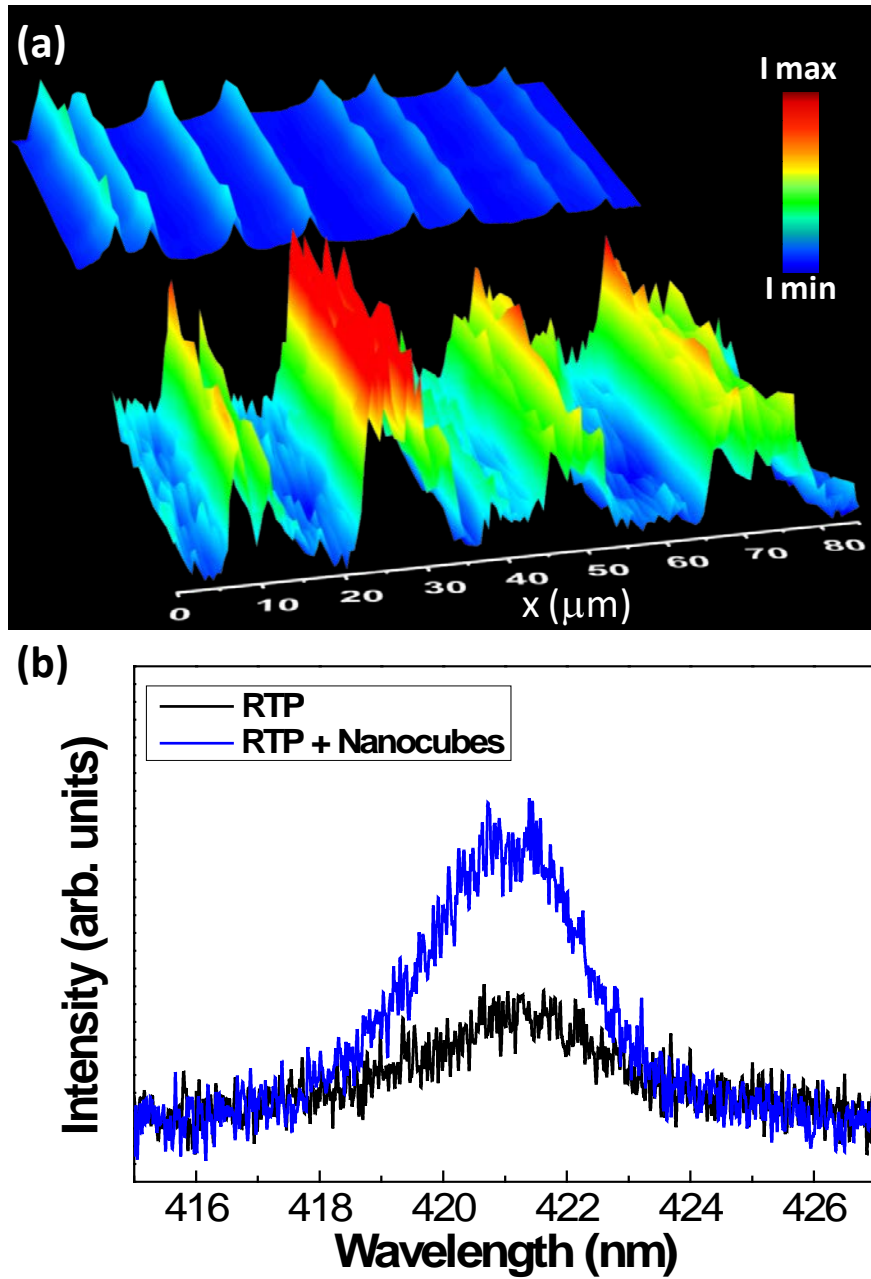 (a)
I max
I min
0 10 20 30 40 50 60 70 80
x (μm)
(b)
RTP
RTP + Nanocubes
Intensity (arb. units)
416 418 420 422 424 426
Wavelength (nm)